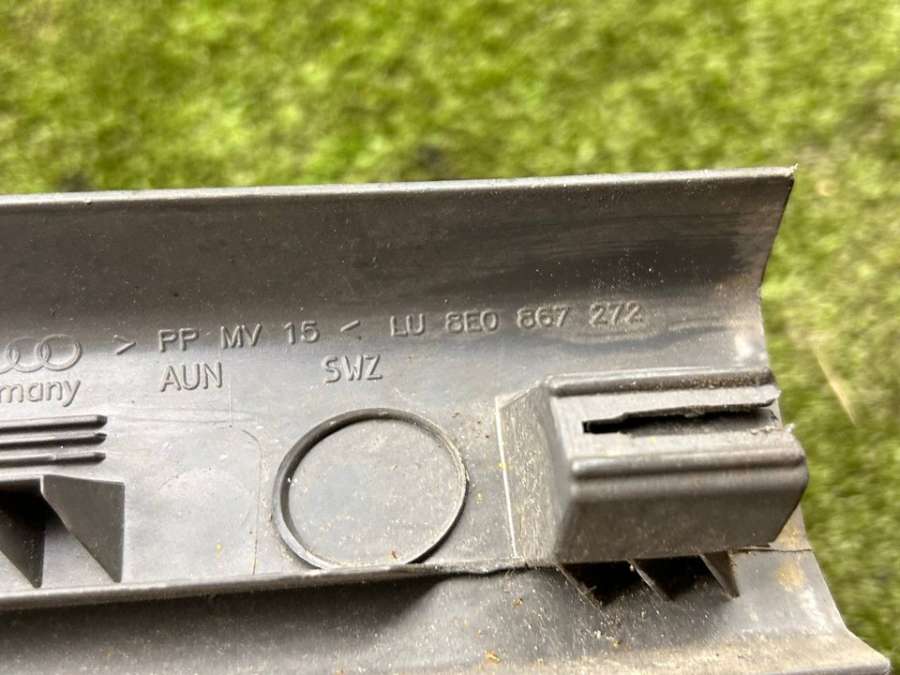 > PP MV 15 < LU 8E0 867 272
many AUN SWZ